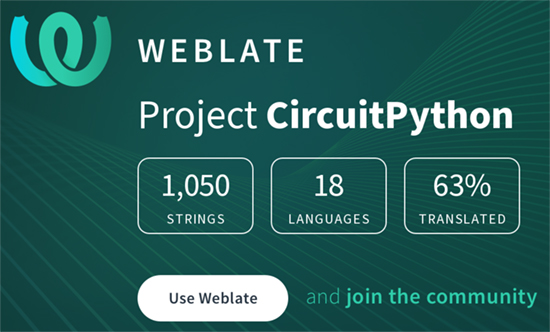 WEBLATE
Project CircuitPython
1,050 18 63%
STRINGS LANGUAGES TRANSLATED
Use Weblate and join the community